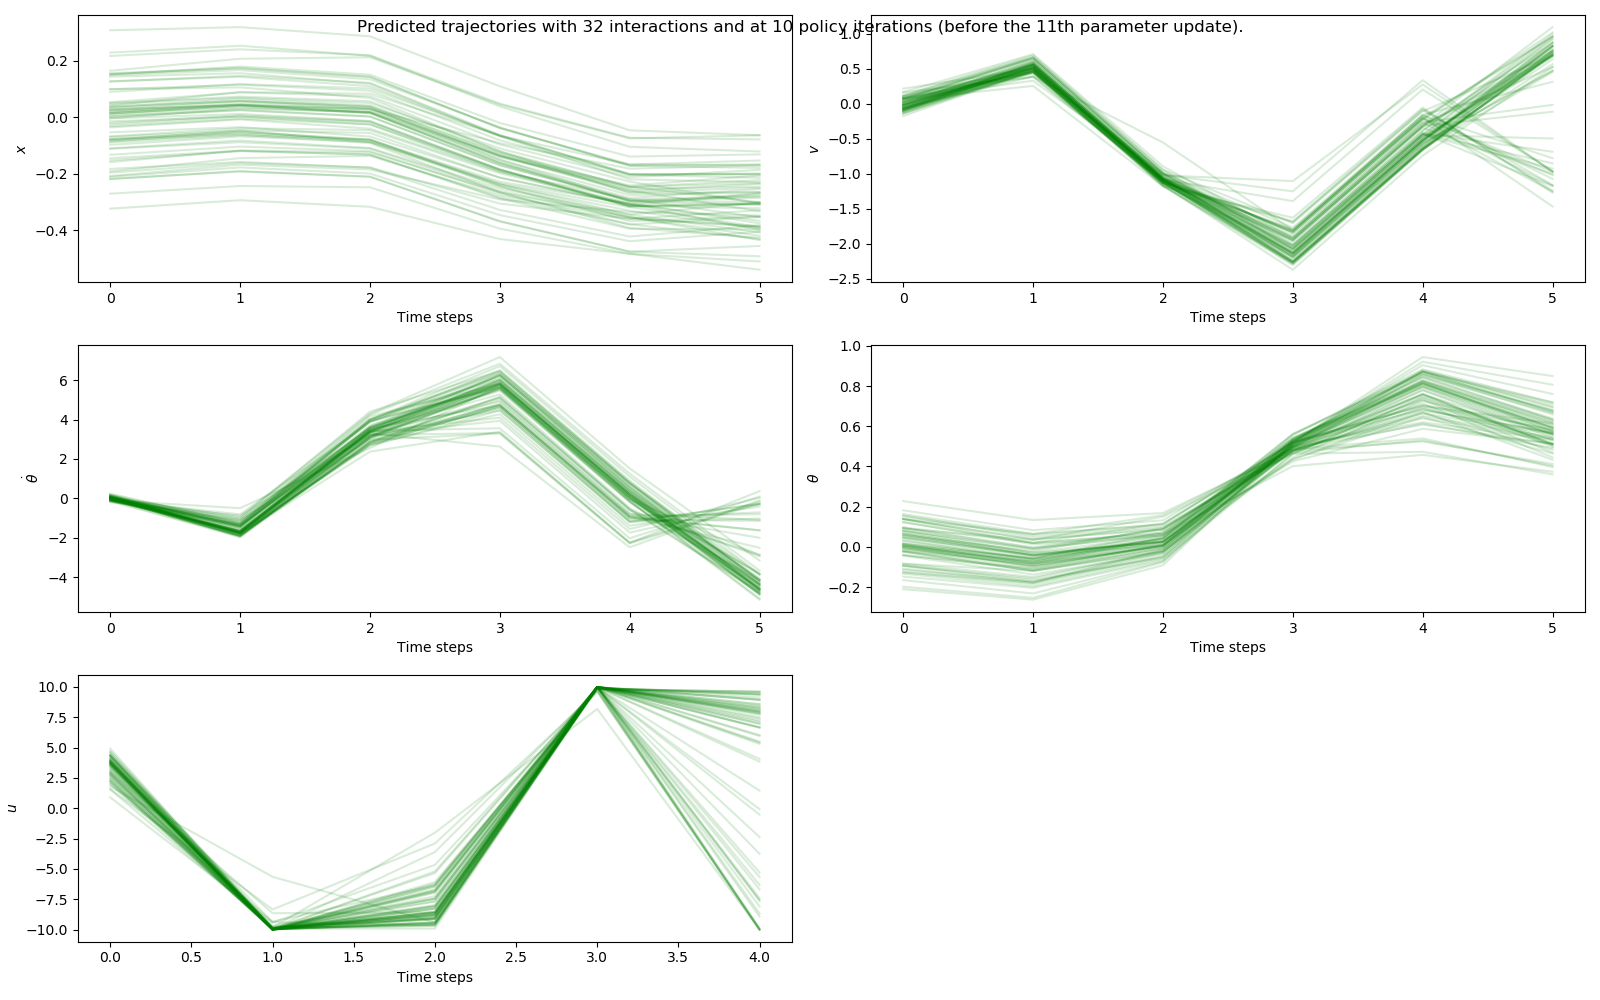 Predicted trajectories with 32 interactions and at 10 policy iterations (before the 11th parameter update).
0.2
0.0
−0.2
−0.4
x
0 1 2 3 4 5
Time steps
1.0
0.5
0.0
−0.5
−1.0
−1.5
−2.0
−2.5
v
0 1 2 3 4 5
Time steps
6
4
2
0
−2
−4
θ̇
0 1 2 3 4 5
Time steps
1.0
0.8
0.6
0.4
0.2
0.0
−0.2
θ
0 1 2 3 4 5
Time steps
10.0
7.5
5.0
2.5
0.0
−2.5
−5.0
−7.5
−10.0
u
0.0 0.5 1.0 1.5 2.0 2.5 3.0 3.5 4.0
Time steps